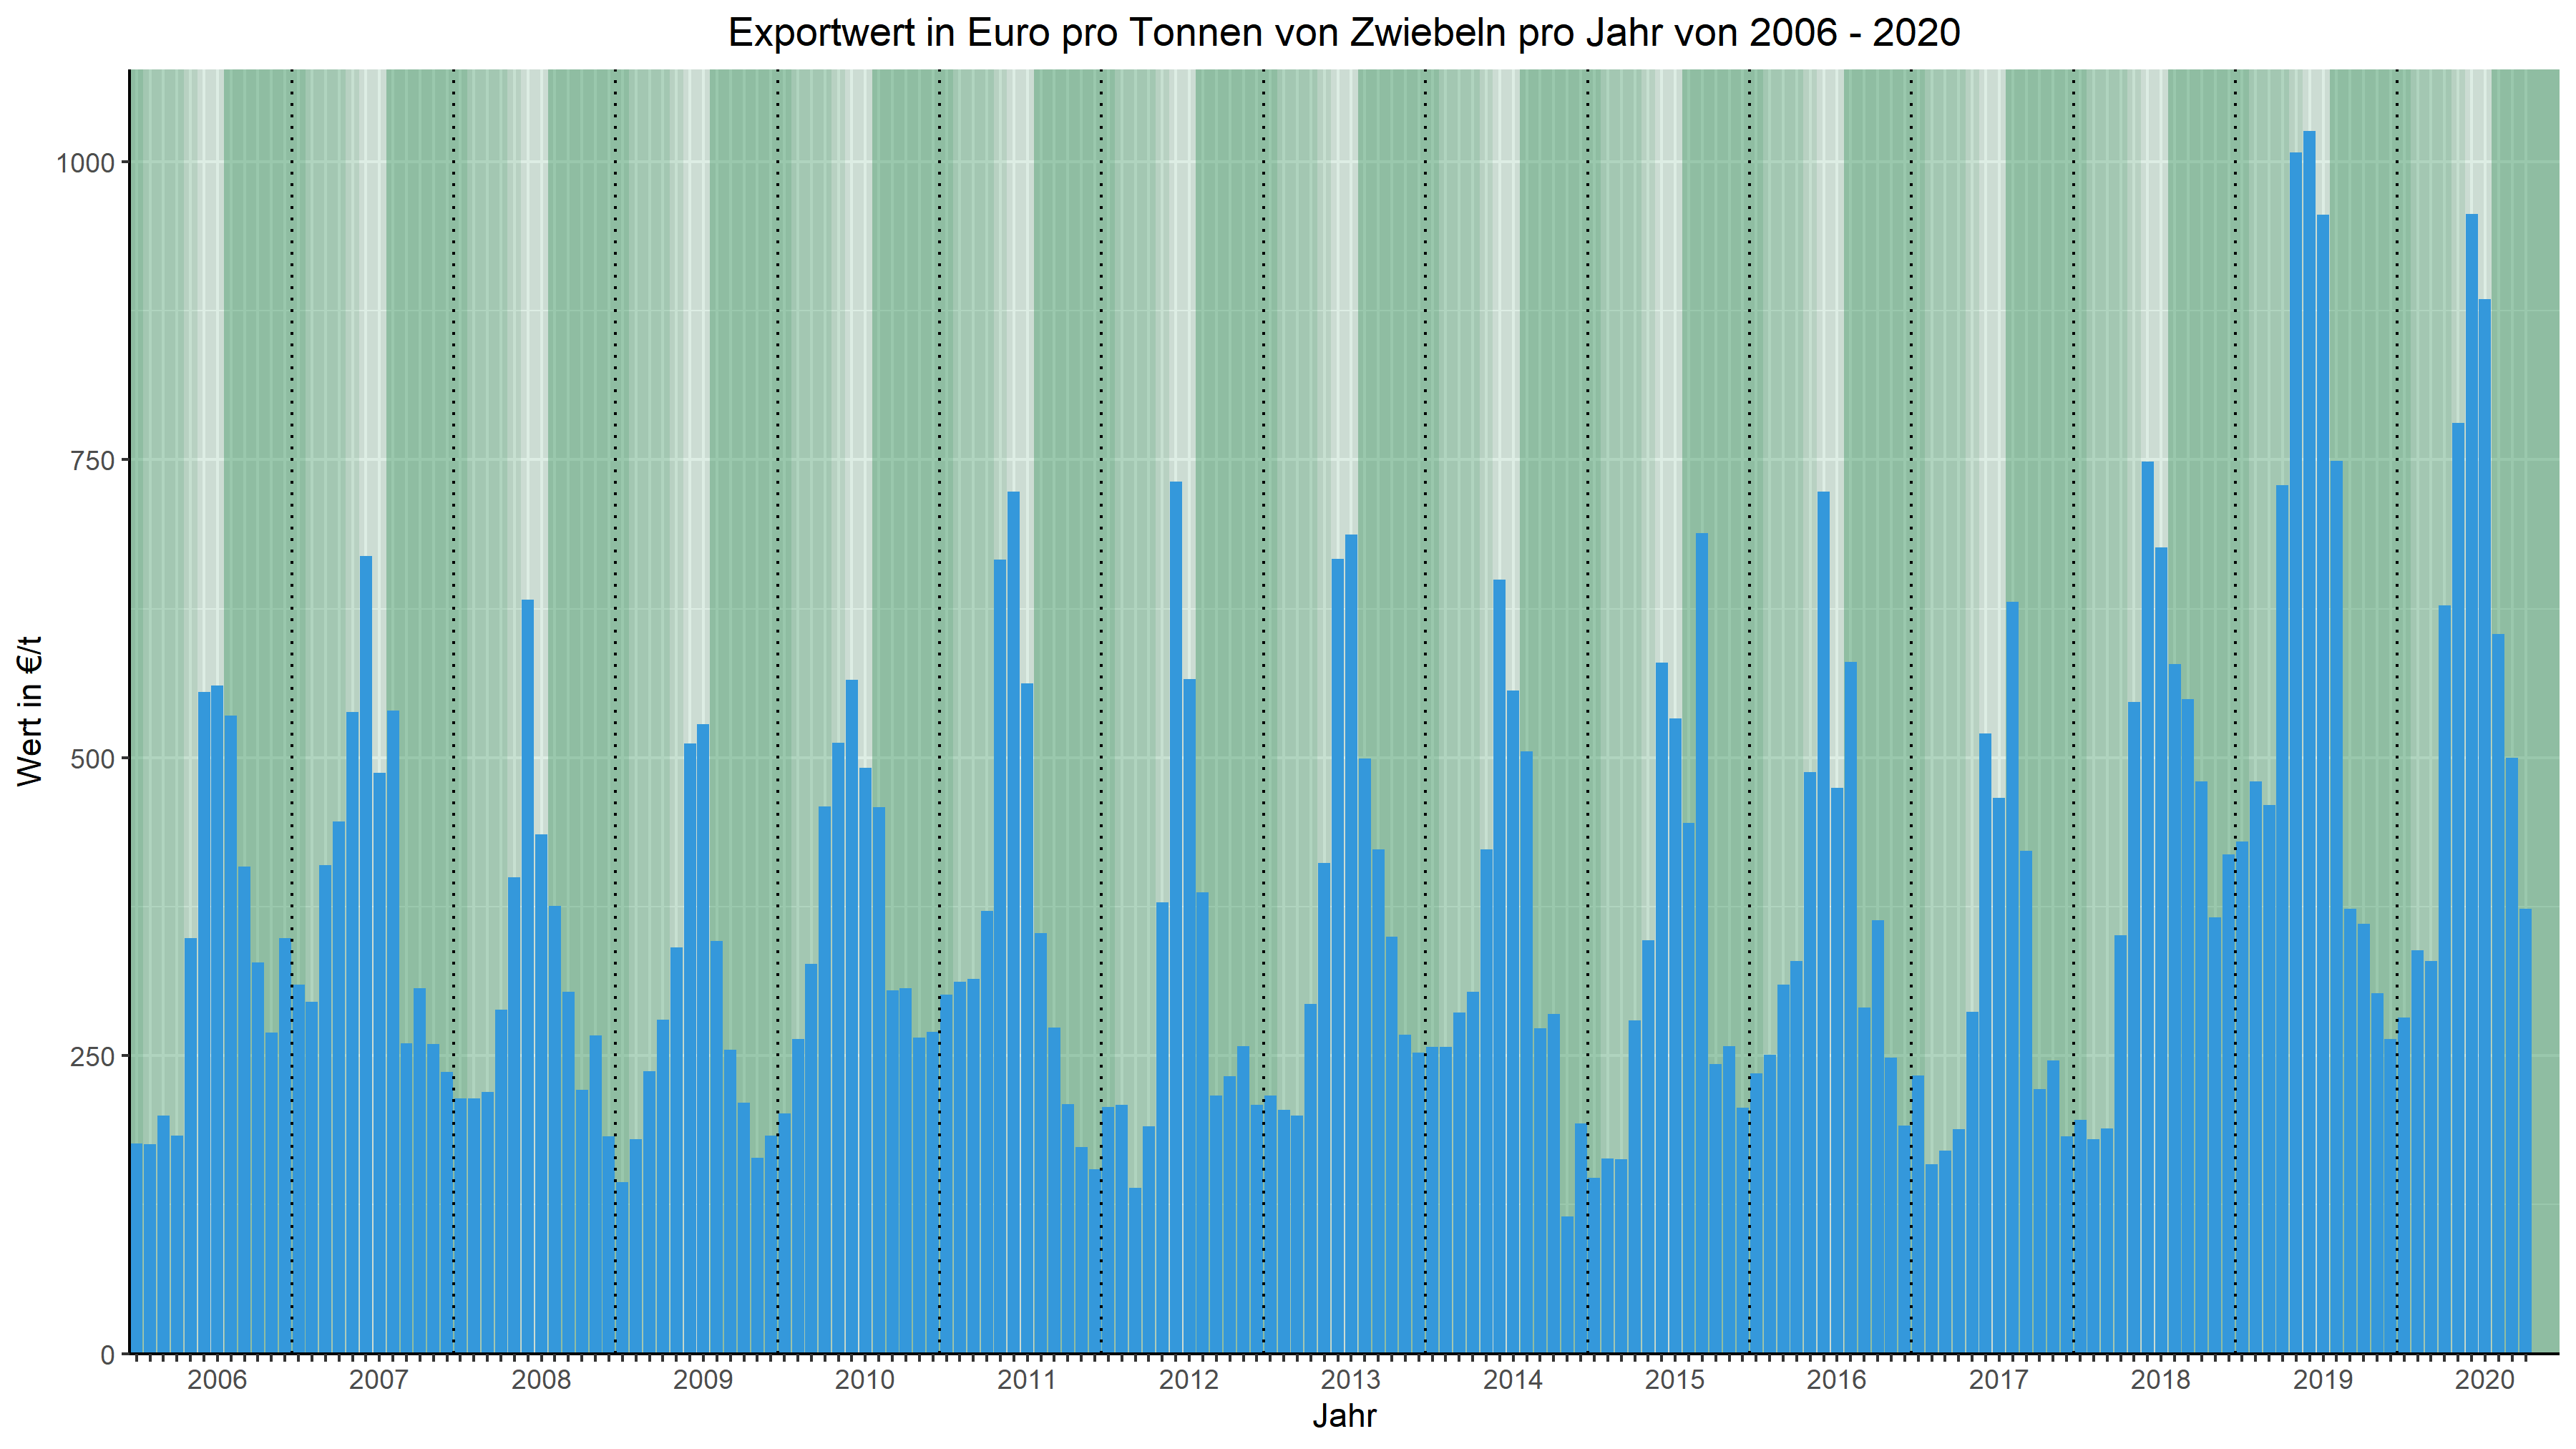 Exportwert in Euro pro Tonnen von Zwiebeln pro Jahr von 2006 - 2020
Wert in €/t
1000
750
500
250
0
2006 2007 2008 2009 2010 2011 2012 2013 2014 2015 2016 2017 2018 2019 2020
Jahr